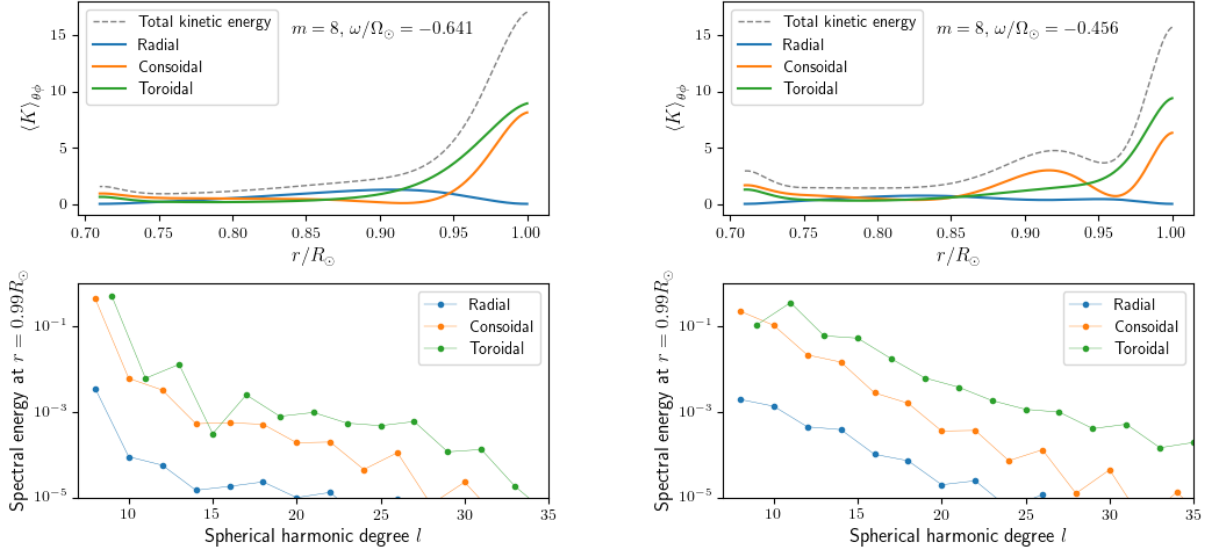 Total kinetic energy
Radial
Consoidal
Toroidal
m = 8, ω/Ω⊙ = −0.641
⟨K⟩θϕ
15
10
5
0
0.70 0.75 0.80 0.85 0.90 0.95 1.00
r/R⊙
Total kinetic energy
Radial
Consoidal
Toroidal
m = 8, ω/Ω⊙ = −0.456
⟨K⟩θϕ
15
10
5
0
0.70 0.75 0.80 0.85 0.90 0.95 1.00
r/R⊙
Radial
Consoidal
Toroidal
Spectral energy at r = 0.99R⊙
10⁻¹
10⁻³
10⁻⁵
10 15 20 25 30 35
Spherical harmonic degree l
Radial
Consoidal
Toroidal
Spectral energy at r = 0.99R⊙
10⁻¹
10⁻³
10⁻⁵
10 15 20 25 30 35
Spherical harmonic degree l